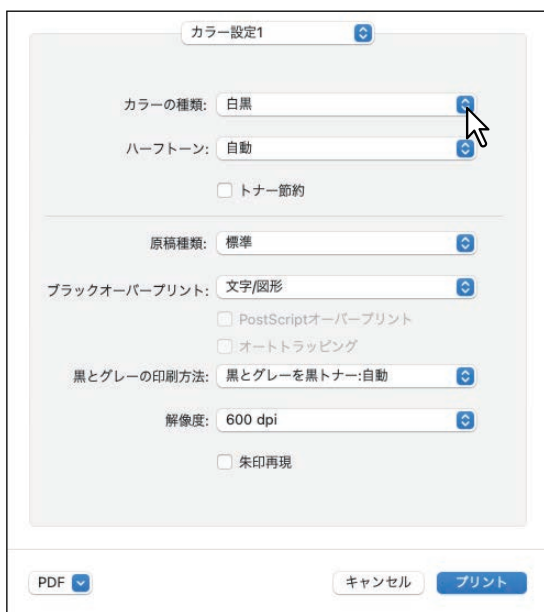 カラー設定1
カラーの種類: 白黒
ハーフトーン: 自動
トナー節約
原稿種類: 標準
ブラックオーバープリント: 文字/図形
PostScriptオーバープリント
オートトラッピング
黒とグレーの印刷方法: 黒とグレーを黒トナー:自動
解像度: 600 dpi
朱印再現
PDF キャンセル プリント